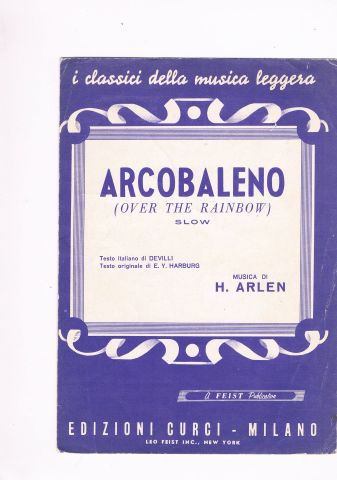 i classici della musica leggera
ARCOBALENO
(OVER THE RAINBOW)
SLOW
Testo italiano di DEVILLI
Testo originale di E. Y. HARBURG
MUSICA DI
H. ARLEN
A FEIST Publication
EDIZIONI CURCI - MILANO
LEO FEIST INC., NEW YORK